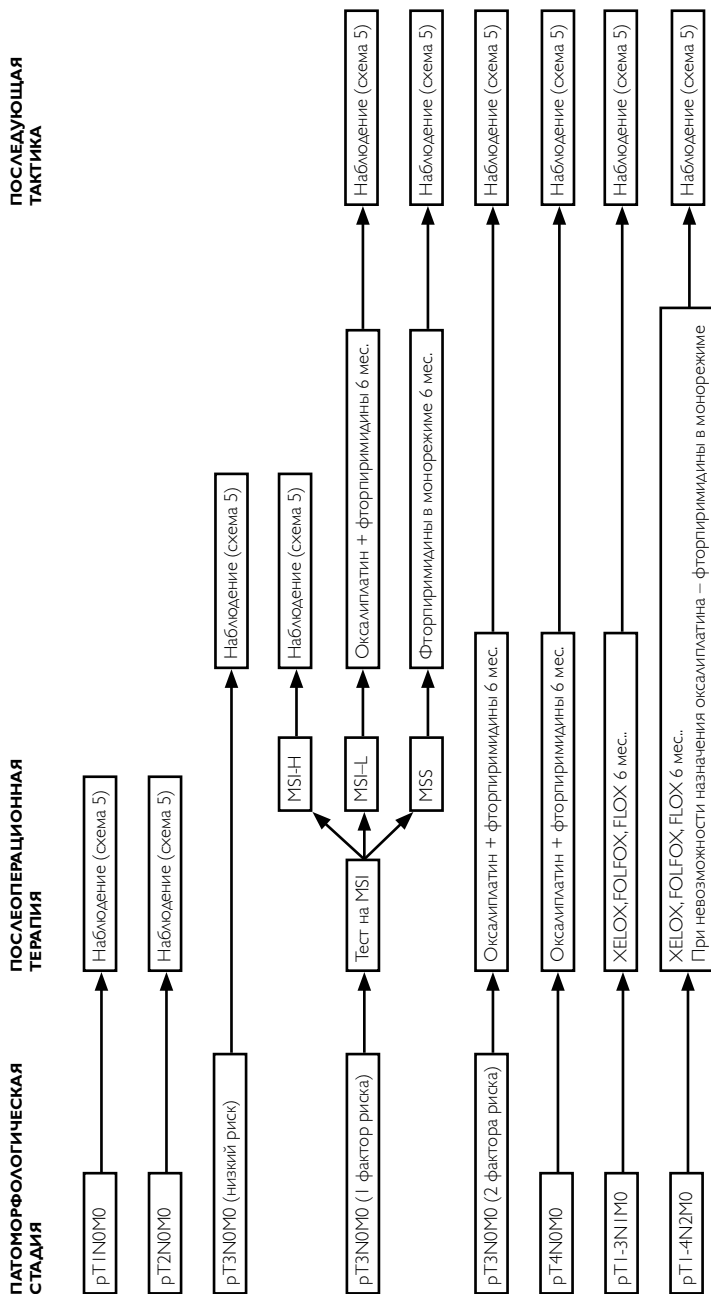 ПАТОМОРФОЛОГИЧЕСКАЯ
СТАДИЯ
ПОСЛЕОПЕРАЦИОННАЯ
ТЕРАПИЯ
ПОСЛЕДУЮЩАЯ
ТАКТИКА
pT1N0M0
Наблюдение (схема 5)
pT2N0M0
Наблюдение (схема 5)
pT3N0M0 (низкий риск)
Наблюдение (схема 5)
MSI-H
Наблюдение (схема 5)
pT3N0M0 (1 фактор риска)
Тест на MSI
MSI–L
Оксалиплатин + фторпиримидины 6 мес.
Наблюдение (схема 5)
MSS
Фторпиримидины в монорежиме 6 мес.
Наблюдение (схема 5)
pT3N0M0 (2 фактора риска)
Оксалиплатин + фторпиримидины 6 мес.
Наблюдение (схема 5)
pT4N0M0
Оксалиплатин + фторпиримидины 6 мес.
Наблюдение (схема 5)
pT1-3N1M0
XELOX,FOLFOX, FLOX 6 мес..
Наблюдение (схема 5)
pT1-4N2M0
XELOX, FOLFOX, FLOX 6 мес..
При невозможности назначения оксалиплатина – фторпиримидины в монорежиме
Наблюдение (схема 5)